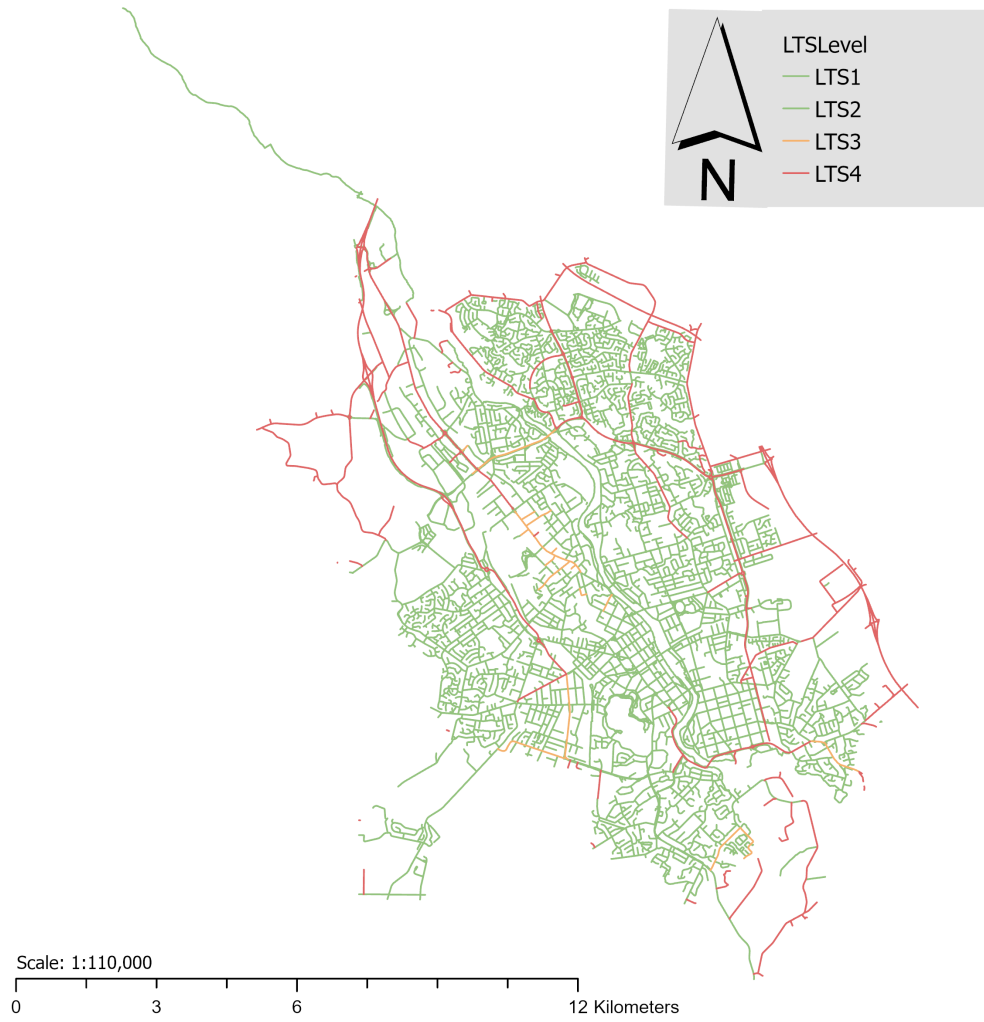 LTSLevel
LTS1
LTS2
LTS3
LTS4
N
Scale: 1:110,000
0 3 6 12 Kilometers